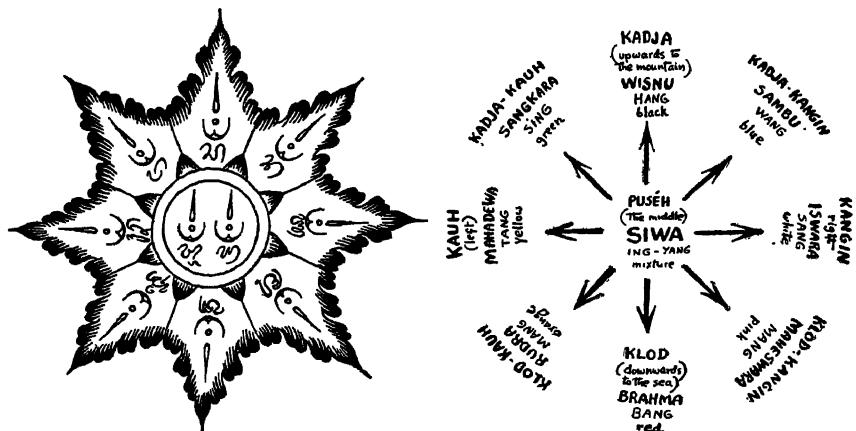 KADJA
(upwards to
the mountain)
WISNU
HANG
black
KADJA-KAUH
SANGKARA
SING
green
KADJA-KANGIN
SAMBU
WANG
blue
KAUH
(left)
MAHADEWA
TANG
yellow
PUSÉH
(The middle)
SIWA
ING-YANG
mixture
KANGIN
right
ISWARA
SANG
white
KLOD-KAUH
RUDRA
MANG
orange
KLOD
(downwards
to the sea)
BRAHMA
BANG
red
KLOD-KANGIN
MAHESWARA
MANG
pink